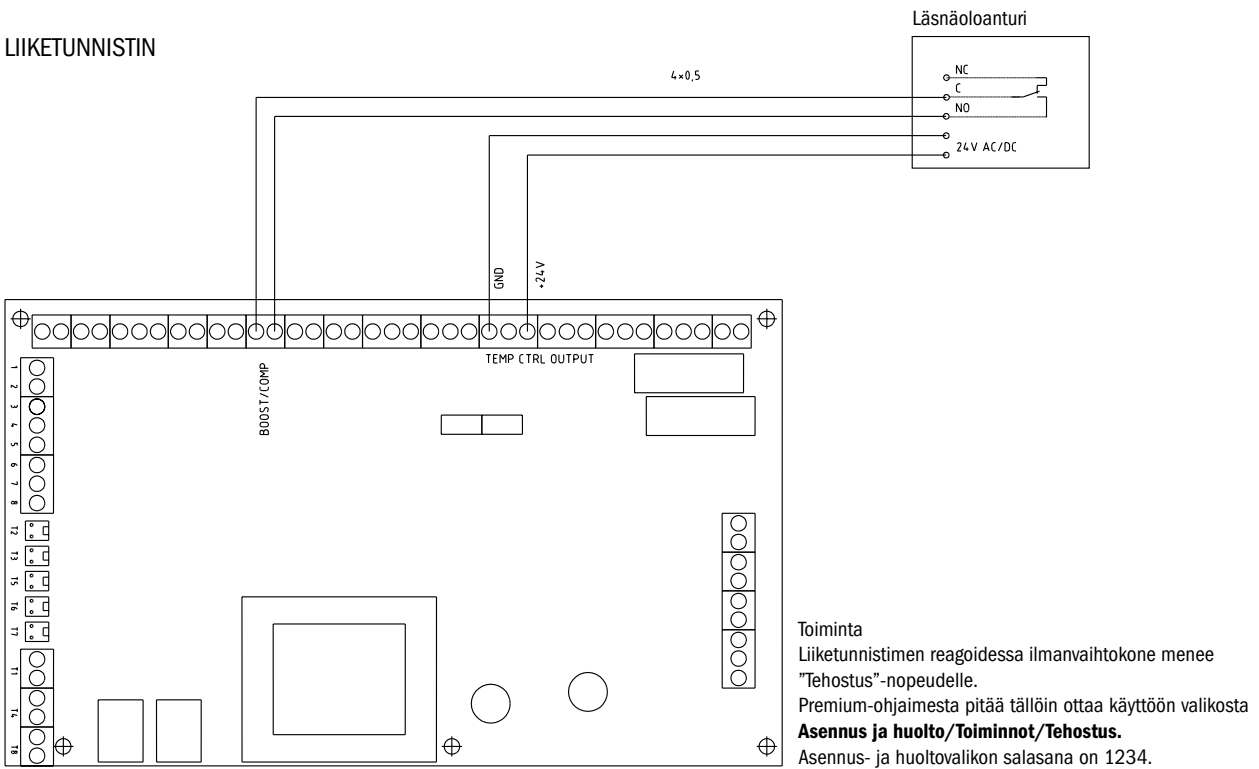 Läsnäoloanturi
LIIKETUNNISTIN
4×0,5
NC
C
NO
24V AC/DC
GND
+24V
TEMP CTRL OUTPUT
BOOST/COMP
1
2
3
4
5
6
7
8
T2
T3
T5
T6
T7
T1
T4
T8
Toiminta
Liiketunnistimen reagoidessa ilmanvaihtokone menee
”Tehostus”-nopeudelle.
Premium-ohjaimesta pitää tällöin ottaa käyttöön valikosta
Asennus ja huolto/Toiminnot/Tehostus.
Asennus- ja huoltovalikon salasana on 1234.